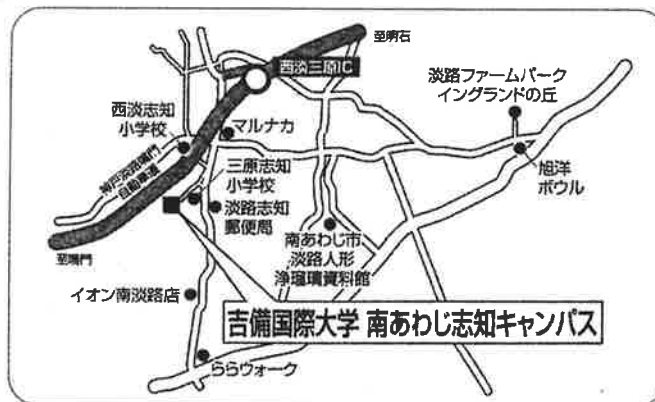 至明石
西淡三原IC
淡路ファームパーク
イングランドの丘
西淡志知
小学校
マルナカ
神戸淡路鳴門
自動車道
三原志知
小学校
旭洋
ボウル
淡路志知
郵便局
南あわじ市
淡路人形
浄瑠璃資料館
至鳴門
イオン南淡路店
吉備国際大学 南あわじ志知キャンパス
ららウォーク